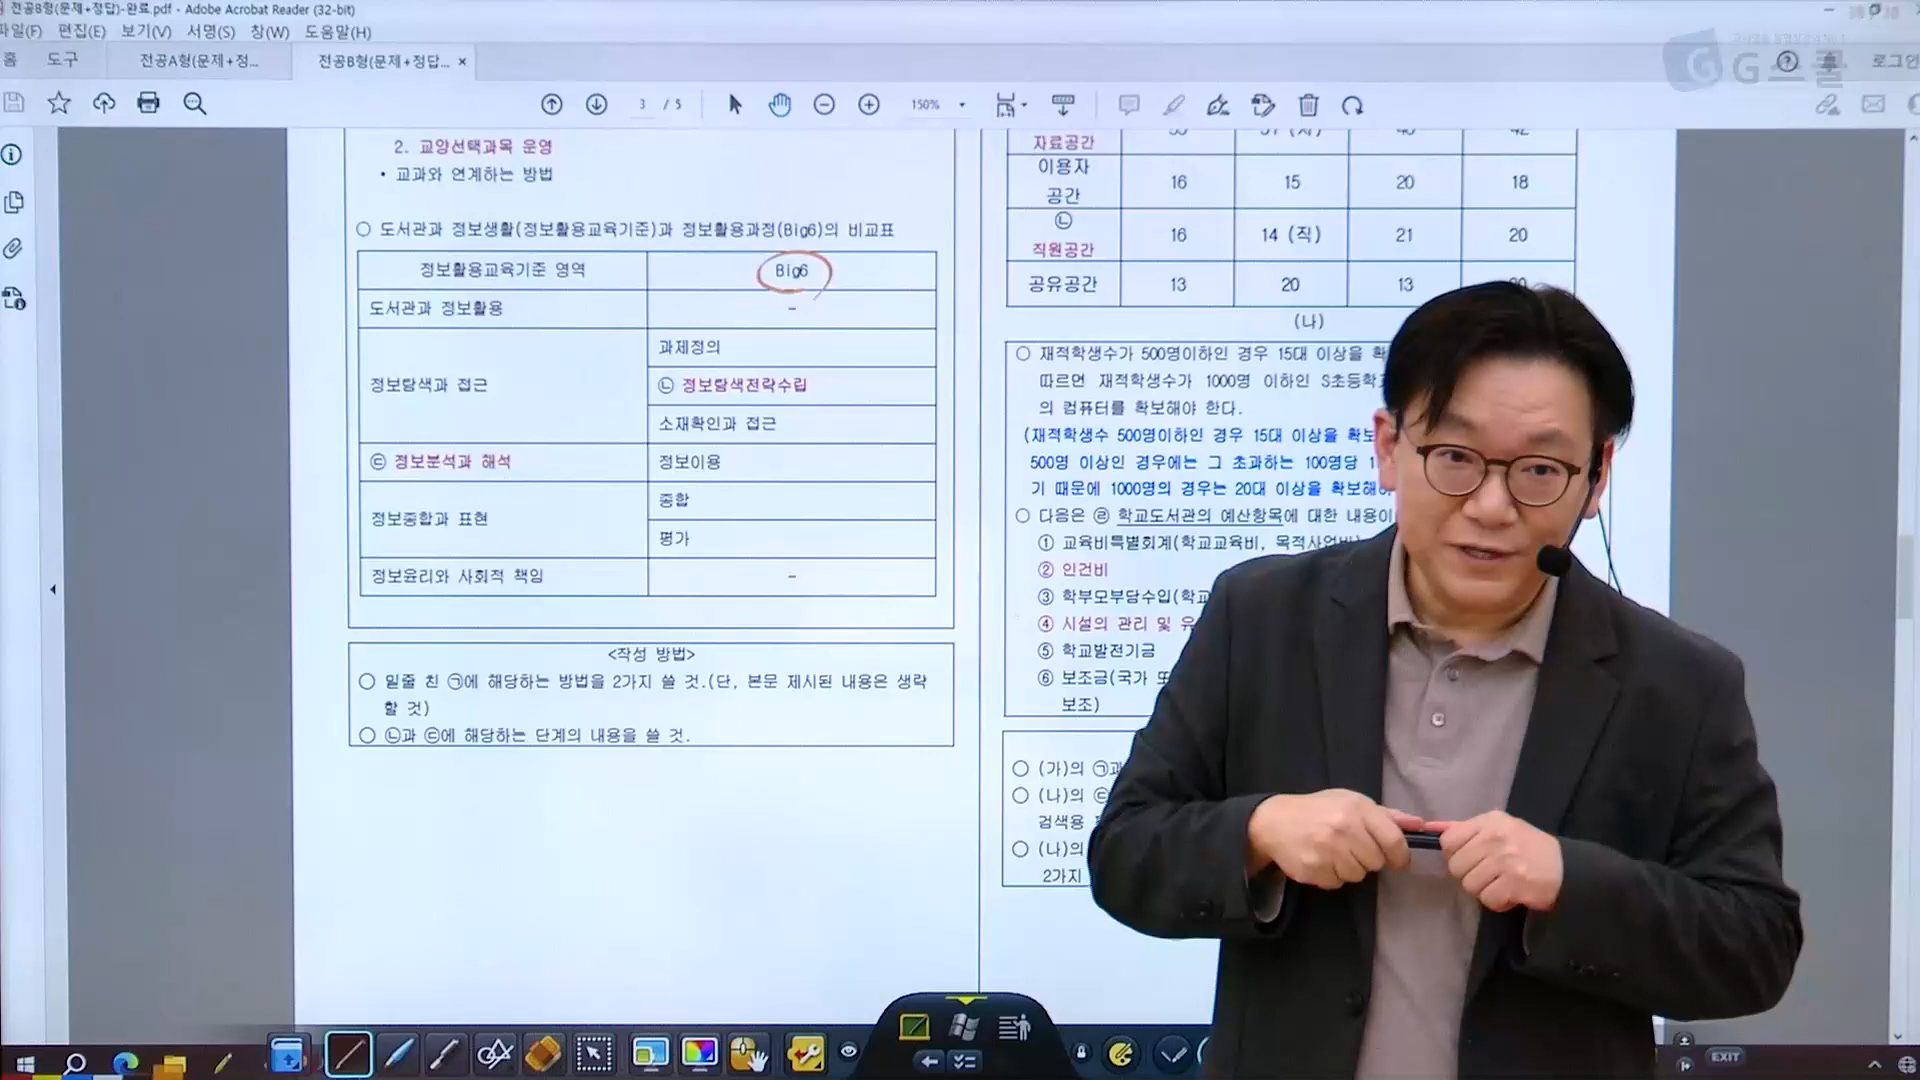 전공B형(문제+정답)-완료.pdf - Adobe Acrobat Reader (32-bit)
파일(F) 편집(E) 보기(V) 서명(S) 창(W) 도움말(H)
홈 도구 전공A형(문제+정... 전공B형(문제+정답... ×
G스쿨
로그인
3 / 5 150%
2. 교양선택과목 운영
• 교과와 연계하는 방법
○ 도서관과 정보생활(정보활용교육기준)과 정보활용과정(Big6)의 비교표
정보활용교육기준 영역 Big6
도서관과 정보활용 -
정보탐색과 접근 과제정의
㉡ 정보탐색전략수립
소재확인과 접근
㉢ 정보분석과 해석 정보이용
정보종합과 표현 종합
평가
정보윤리와 사회적 책임 -
<작성 방법>
○ 밑줄 친 ㉠에 해당하는 방법을 2가지 쓸 것.(단, 본문 제시된 내용은 생략
할 것)
○ ㉡과 ㉢에 해당하는 단계의 내용을 쓸 것.
자료공간
이용자
공간 16 15 20 18
㉡
직원공간 16 14 (직) 21 20
공유공간 13 20 13
(나)
○ 재적학생수가 500명이하인 경우 15대 이상을
따르면 재적학생수가 1000명 이하인
의 컴퓨터를 확보해야 한다.
(재적학생수 500명이하인 경우 15대 이상을
500명 이상인 경우에는 그 초과하는 100명당
기 때문에 1000명의 경우는 20대 이상을
○ 다음은 ㉣ 학교도서관의 예산항목에 대한
① 교육비특별회계(학교교육비,
② 인건비
③ 학부모부담수입
④ 시설의 관리 및
⑤ 학교발전기금
⑥ 보조금(국가
보조)
○ (가)의 ㉠과
○ (나)의 ㉢
검색용
○ (나)의
2가지
EXIT